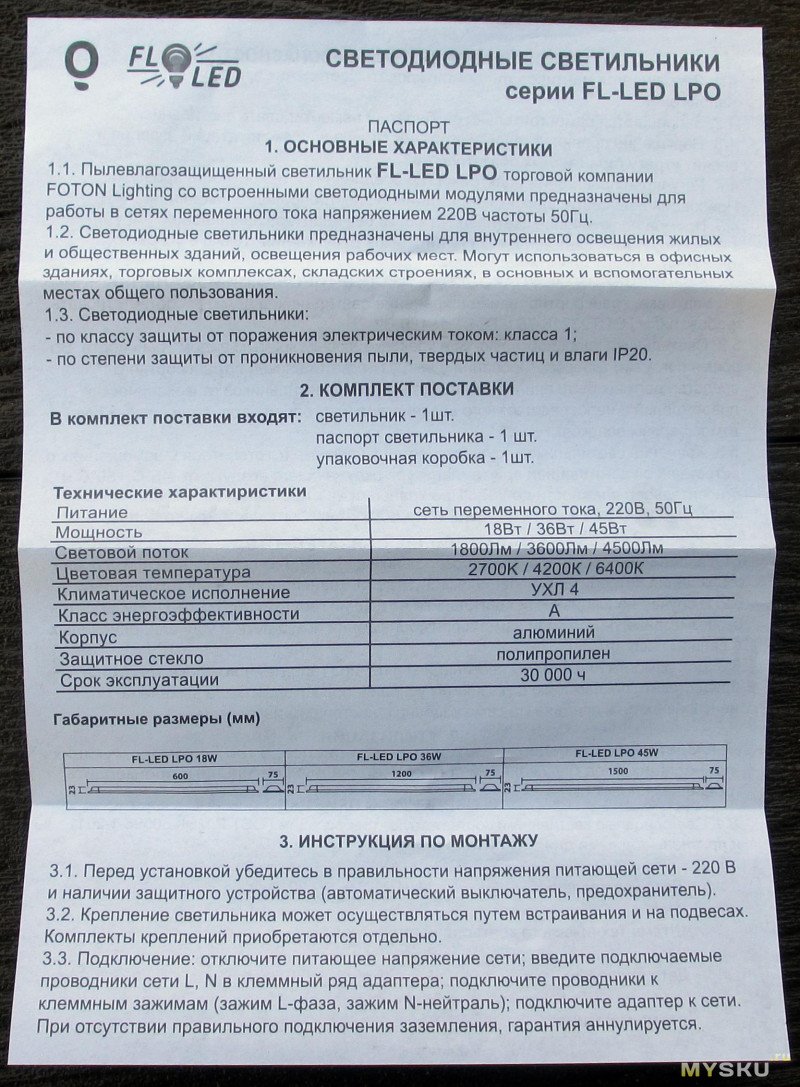 FL LED
СВЕТОДИОДНЫЕ СВЕТИЛЬНИКИ
серии FL-LED LPO
ПАСПОРТ
1. ОСНОВНЫЕ ХАРАКТЕРИСТИКИ
1.1. Пылевлагозащищенный светильник FL-LED LPO торговой компании
FOTON Lighting со встроенными светодиодными модулями предназначены для
работы в сетях переменного тока напряжением 220В частоты 50Гц.
1.2. Светодиодные светильники предназначены для внутреннего освещения жилых
и общественных зданий, освещения рабочих мест. Могут использоваться в офисных
зданиях, торговых комплексах, складских строениях, в основных и вспомогательных
местах общего пользования.
1.3. Светодиодные светильники:
- по классу защиты от поражения электрическим током: класса 1;
- по степени защиты от проникновения пыли, твердых частиц и влаги IP20.
2. КОМПЛЕКТ ПОСТАВКИ
В комплект поставки входят: светильник - 1шт.
паспорт светильника - 1 шт.
упаковочная коробка - 1шт.
Технические характиристики
Питание сеть переменного тока, 220В, 50Гц
Мощность 18Вт / 36Вт / 45Вт
Световой поток 1800Лм / 3600Лм / 4500Лм
Цветовая температура 2700К / 4200К / 6400К
Климатическое исполнение УХЛ 4
Класс энергоэффективности А
Корпус алюминий
Защитное стекло полипропилен
Срок эксплуатации 30 000 ч
Габаритные размеры (мм)
FL-LED LPO 18W FL-LED LPO 36W FL-LED LPO 45W
600 75 1200 75 1500 75
23 23 23
3. ИНСТРУКЦИЯ ПО МОНТАЖУ
3.1. Перед установкой убедитесь в правильности напряжения питающей сети - 220 В
и наличии защитного устройства (автоматический выключатель, предохранитель).
3.2. Крепление светильника может осуществляться путем встраивания и на подвесах.
Комплекты креплений приобретаются отдельно.
3.3. Подключение: отключите питающее напряжение сети; введите подключаемые
проводники сети L, N в клеммный ряд адаптера; подключите проводники к
клеммным зажимам (зажим L-фаза, зажим N-нейтраль); подключите адаптер к сети.
При отсутствии правильного подключения заземления, гарантия аннулируется.
MYSKU.ru